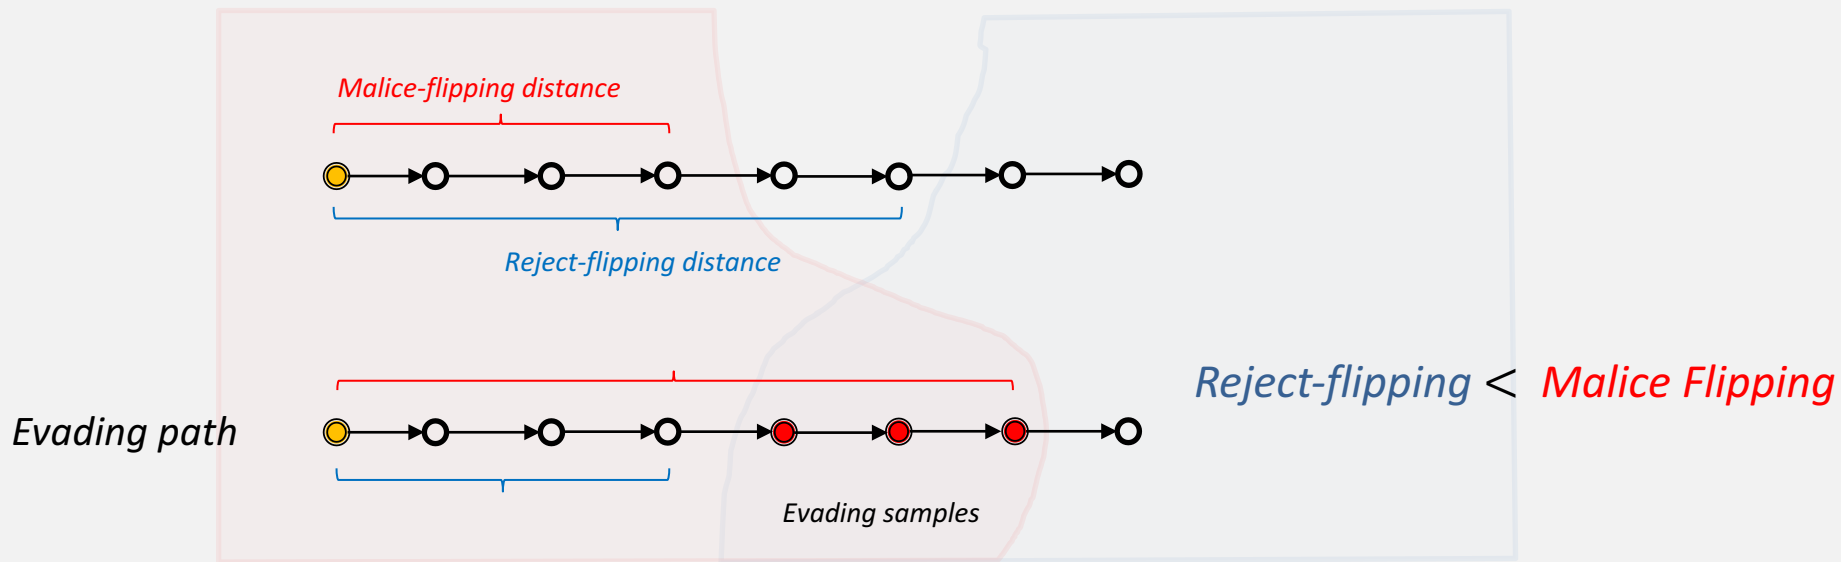 Malice-flipping distance
Reject-flipping distance
Reject-flipping < Malice Flipping
Evading path
Evading samples